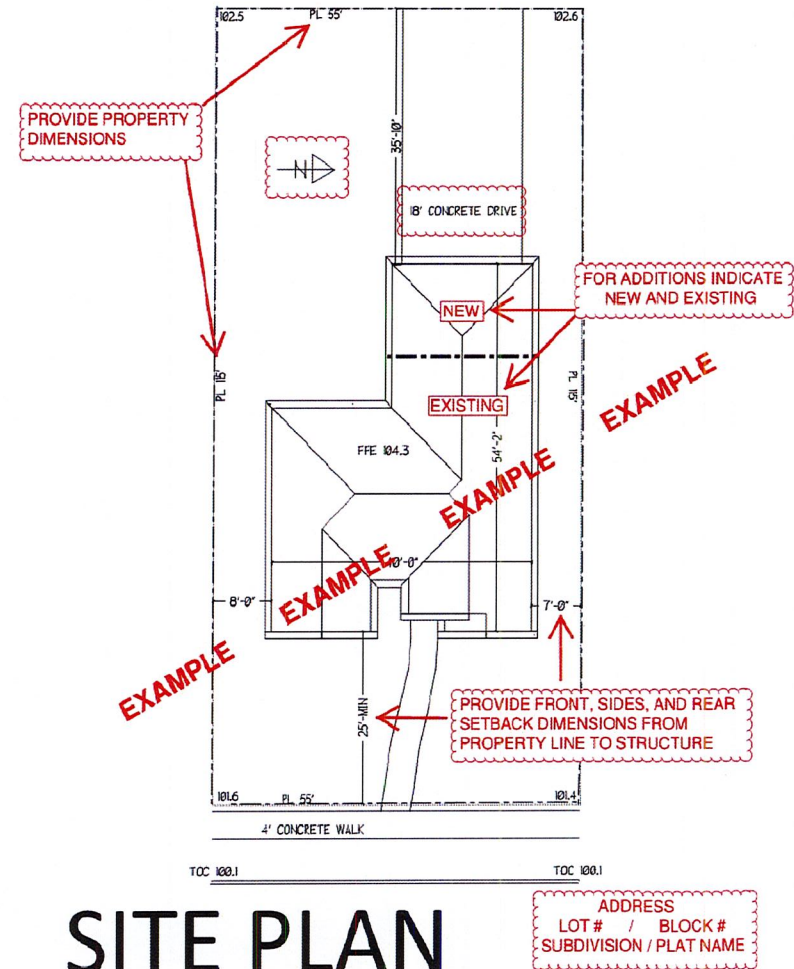 102.5
PL 55'
102.6
PROVIDE PROPERTY
DIMENSIONS
N
35'-10"
18' CONCRETE DRIVE
FOR ADDITIONS INDICATE
NEW AND EXISTING
NEW
PL 115'
PL 115'
EXAMPLE
EXISTING
FFE 104.3
54'-2"
EXAMPLE
40'-0"
EXAMPLE
8'-0"
7'-0"
EXAMPLE
25'-MIN
PROVIDE FRONT, SIDES, AND REAR
SETBACK DIMENSIONS FROM
PROPERTY LINE TO STRUCTURE
101.6
PL 55'
101.4
4' CONCRETE WALK
TOC 100.1
TOC 100.1
SITE PLAN
ADDRESS
LOT # / BLOCK #
SUBDIVISION / PLAT NAME